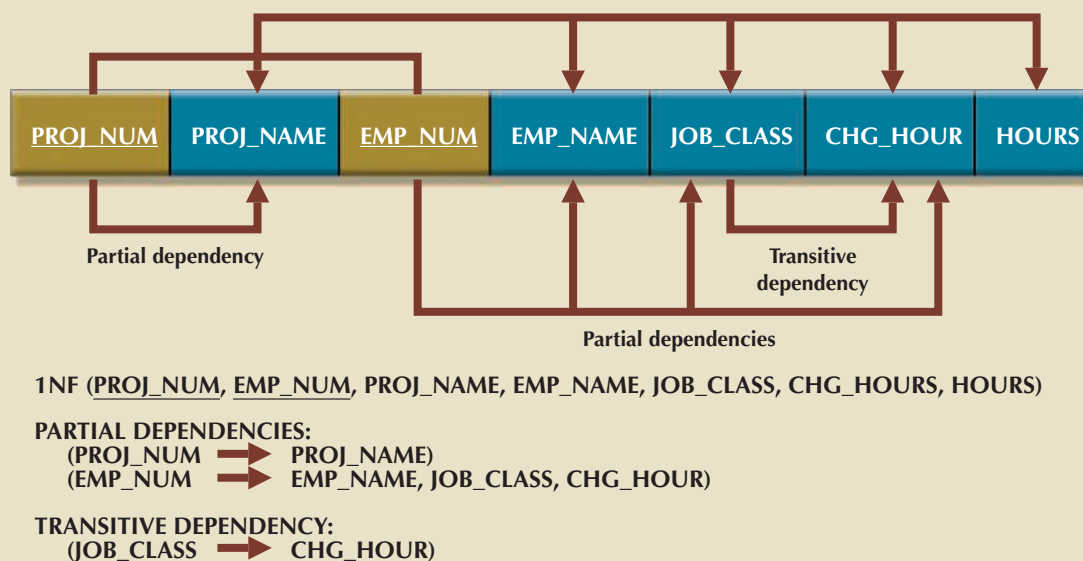 PROJ_NUM PROJ_NAME EMP_NUM EMP_NAME JOB_CLASS CHG_HOUR HOURS
Partial dependency
Transitive
dependency
Partial dependencies
1NF (PROJ_NUM, EMP_NUM, PROJ_NAME, EMP_NAME, JOB_CLASS, CHG_HOURS, HOURS)
PARTIAL DEPENDENCIES:
(PROJ_NUM PROJ_NAME)
(EMP_NUM EMP_NAME, JOB_CLASS, CHG_HOUR)
TRANSITIVE DEPENDENCY:
(JOB_CLASS CHG_HOUR)